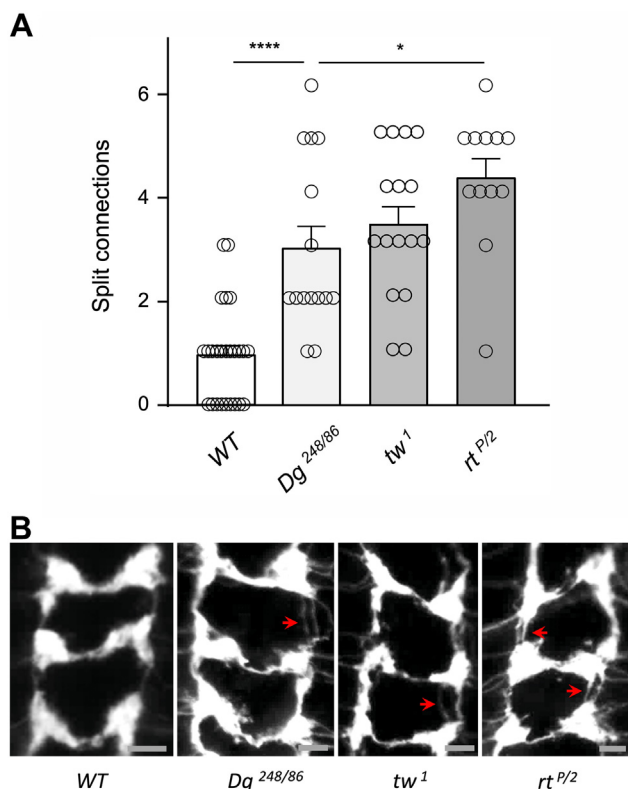 A
**** *
6
4
2
0
Split connections
WT Dg 248/86 tw 1 rt P/2
B
WT Dg 248/86 tw 1 rt P/2